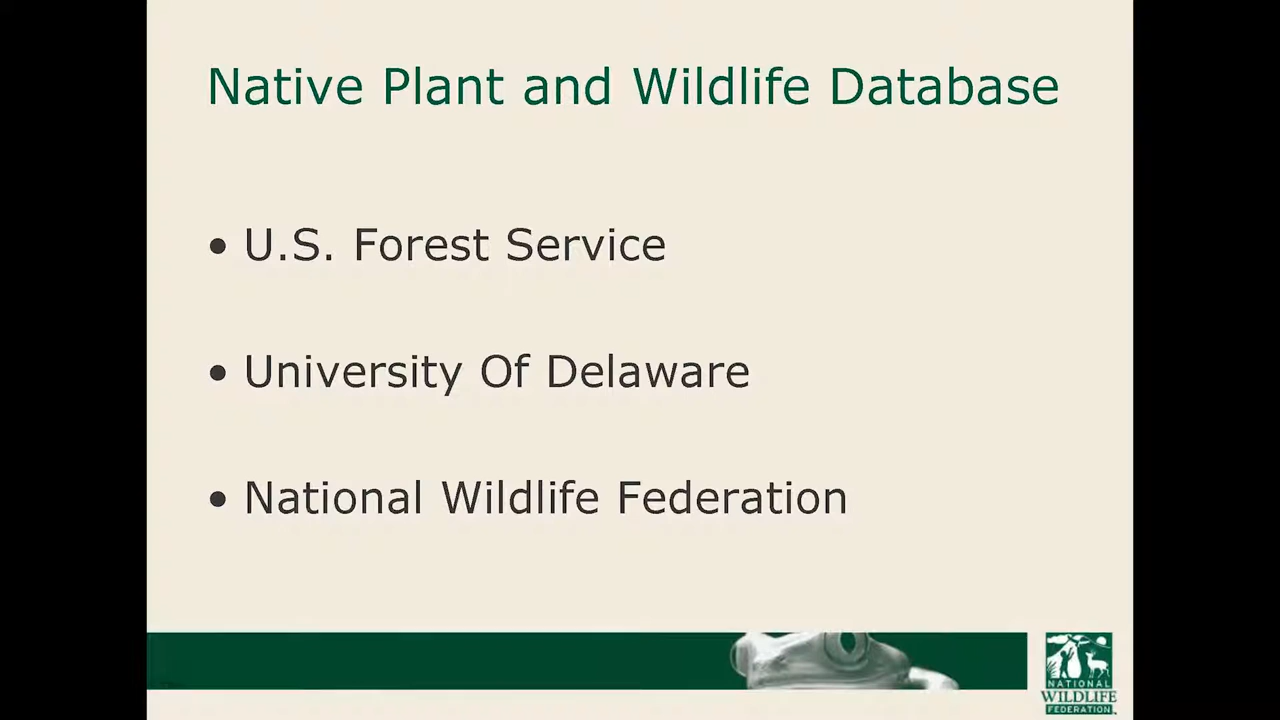 Native Plant and Wildlife Database
• U.S. Forest Service
• University Of Delaware
• National Wildlife Federation
NATIONAL
WILDLIFE
FEDERATION